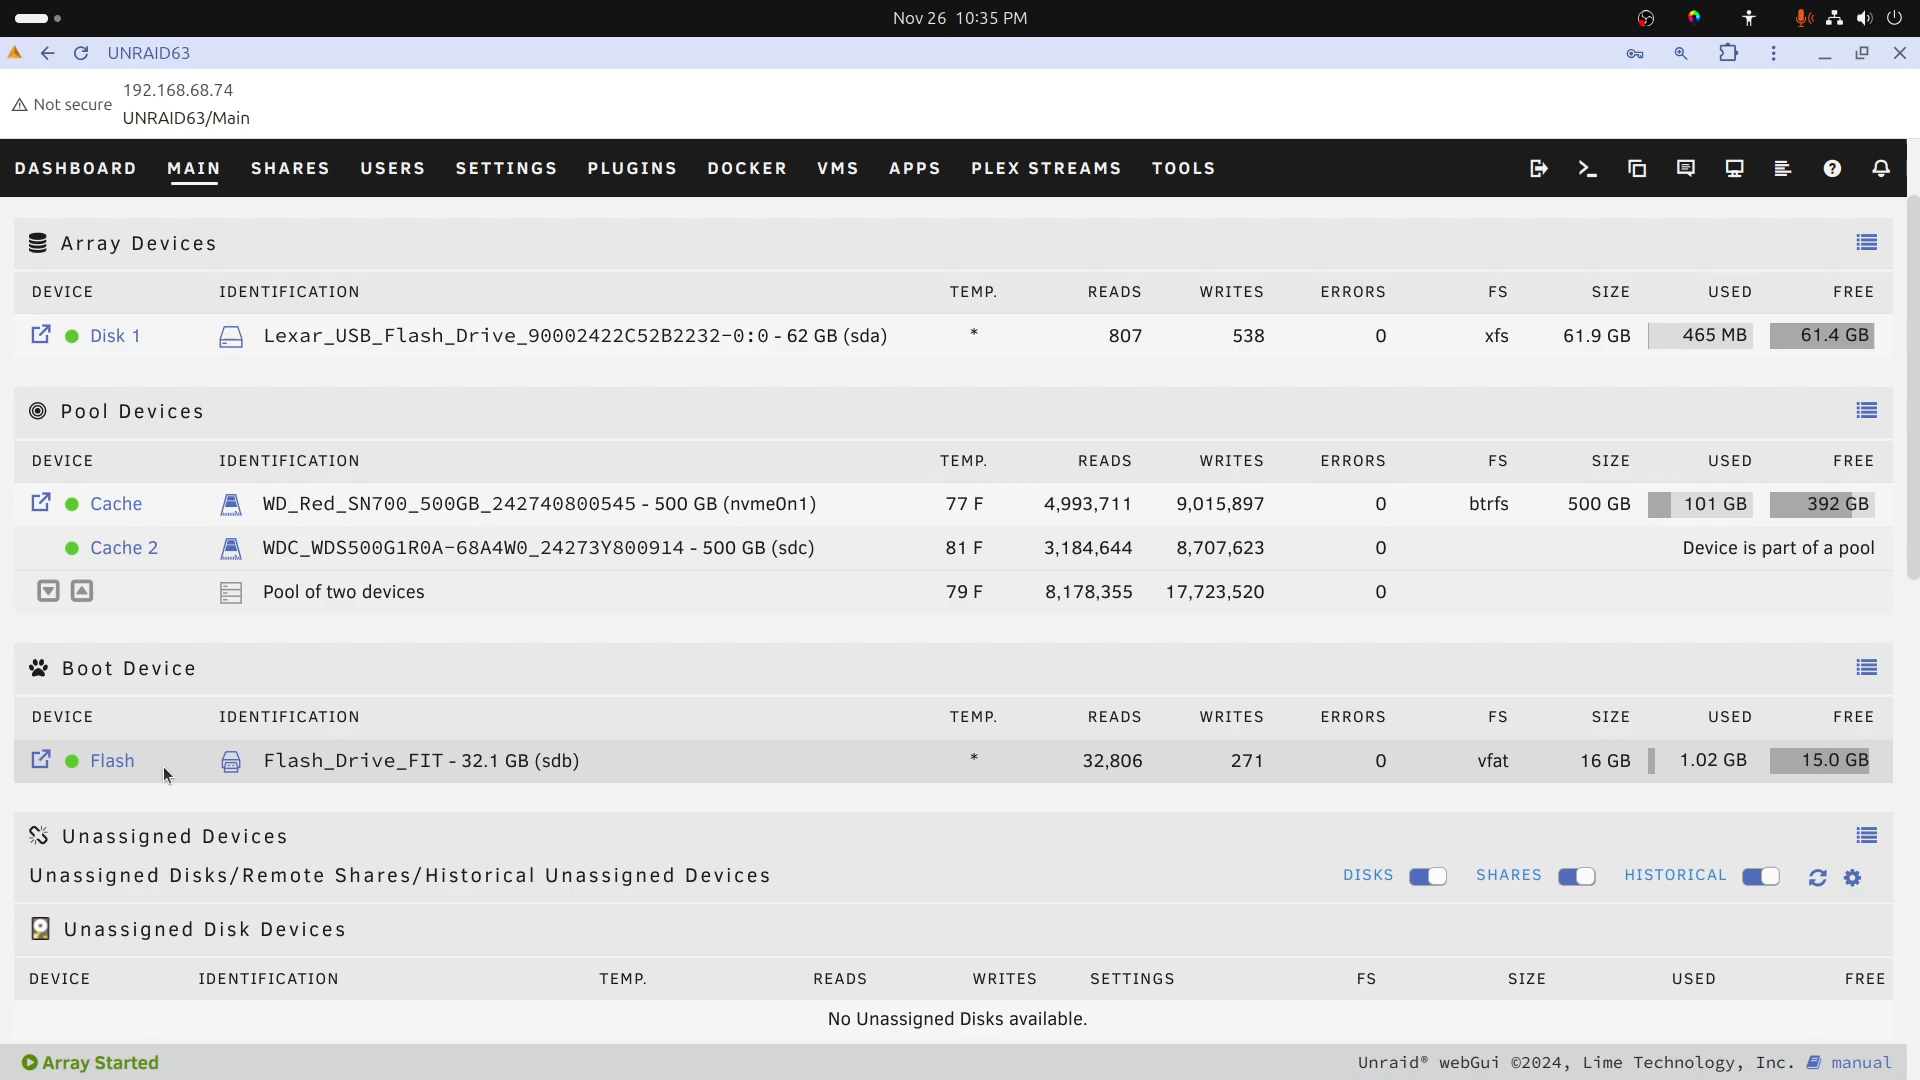 Nov 26 10:35 PM
UNRAID63
Not secure
192.168.68.74
UNRAID63/Main
DASHBOARD MAIN SHARES USERS SETTINGS PLUGINS DOCKER VMS APPS PLEX STREAMS TOOLS
Array Devices
DEVICE IDENTIFICATION TEMP. READS WRITES ERRORS FS SIZE USED FREE
Disk 1 Lexar_USB_Flash_Drive_90002422C52B2232-0:0 - 62 GB (sda) * 807 538 0 xfs 61.9 GB 465 MB 61.4 GB
Pool Devices
DEVICE IDENTIFICATION TEMP. READS WRITES ERRORS FS SIZE USED FREE
Cache WD_Red_SN700_500GB_242740800545 - 500 GB (nvme0n1) 77 F 4,993,711 9,015,897 0 btrfs 500 GB 101 GB 392 GB
Cache 2 WDC_WDS500G1R0A-68A4W0_24273Y800914 - 500 GB (sdc) 81 F 3,184,644 8,707,623 0 Device is part of a pool
Pool of two devices 79 F 8,178,355 17,723,520 0
Boot Device
DEVICE IDENTIFICATION TEMP. READS WRITES ERRORS FS SIZE USED FREE
Flash Flash_Drive_FIT - 32.1 GB (sdb) * 32,806 271 0 vfat 16 GB 1.02 GB 15.0 GB
Unassigned Devices
Unassigned Disks/Remote Shares/Historical Unassigned Devices DISKS SHARES HISTORICAL
Unassigned Disk Devices
DEVICE IDENTIFICATION TEMP. READS WRITES SETTINGS FS SIZE USED FREE
No Unassigned Disks available.
Array Started Unraid® webGui ©2024, Lime Technology, Inc. manual